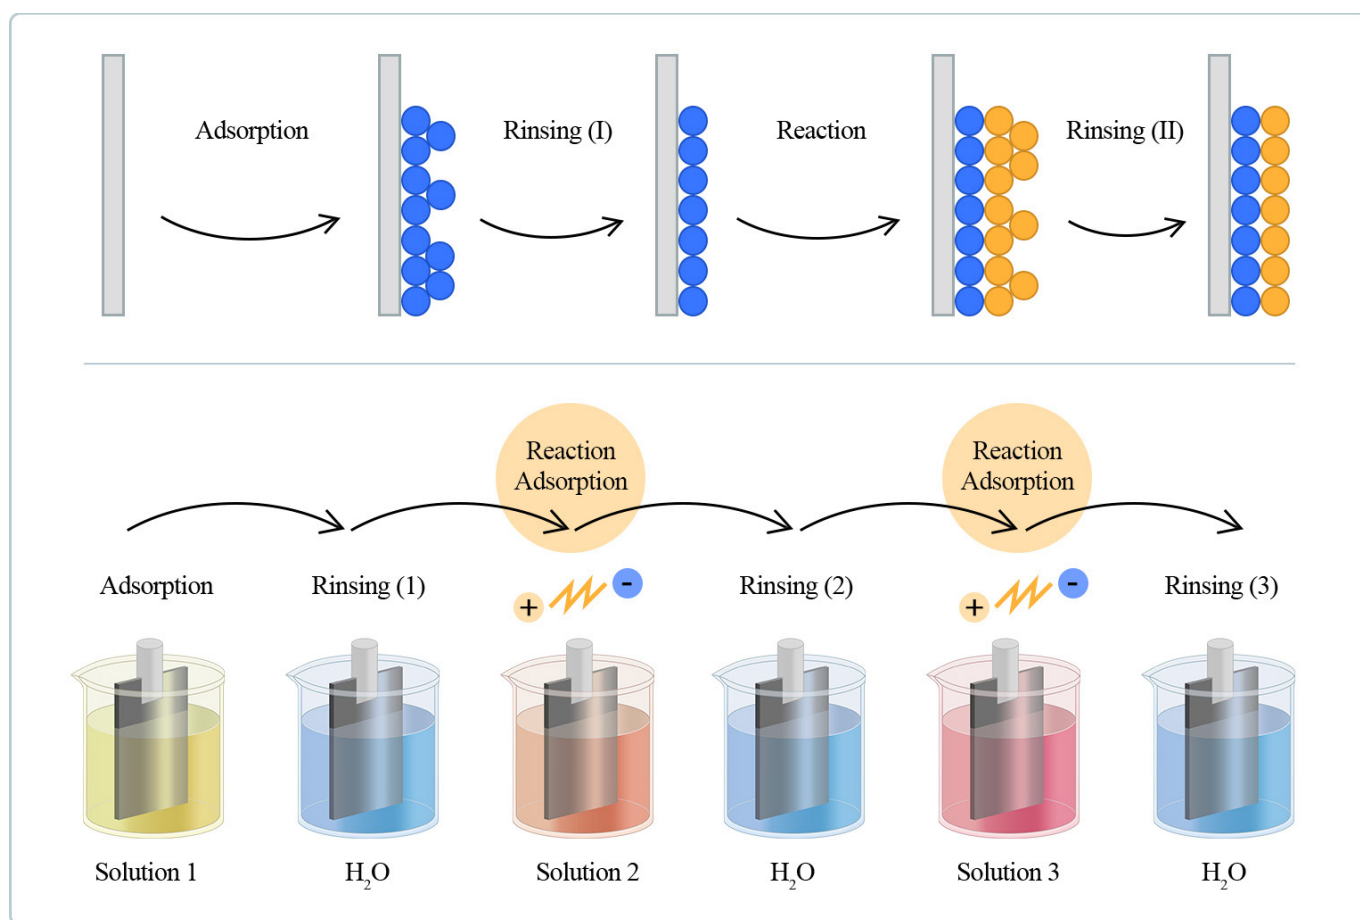 Adsorption
Rinsing (I)
Reaction
Rinsing (II)
Reaction
Adsorption
Reaction
Adsorption
Adsorption
Rinsing (1)
+
-
Rinsing (2)
+
-
Rinsing (3)
Solution 1
H₂O
Solution 2
H₂O
Solution 3
H₂O